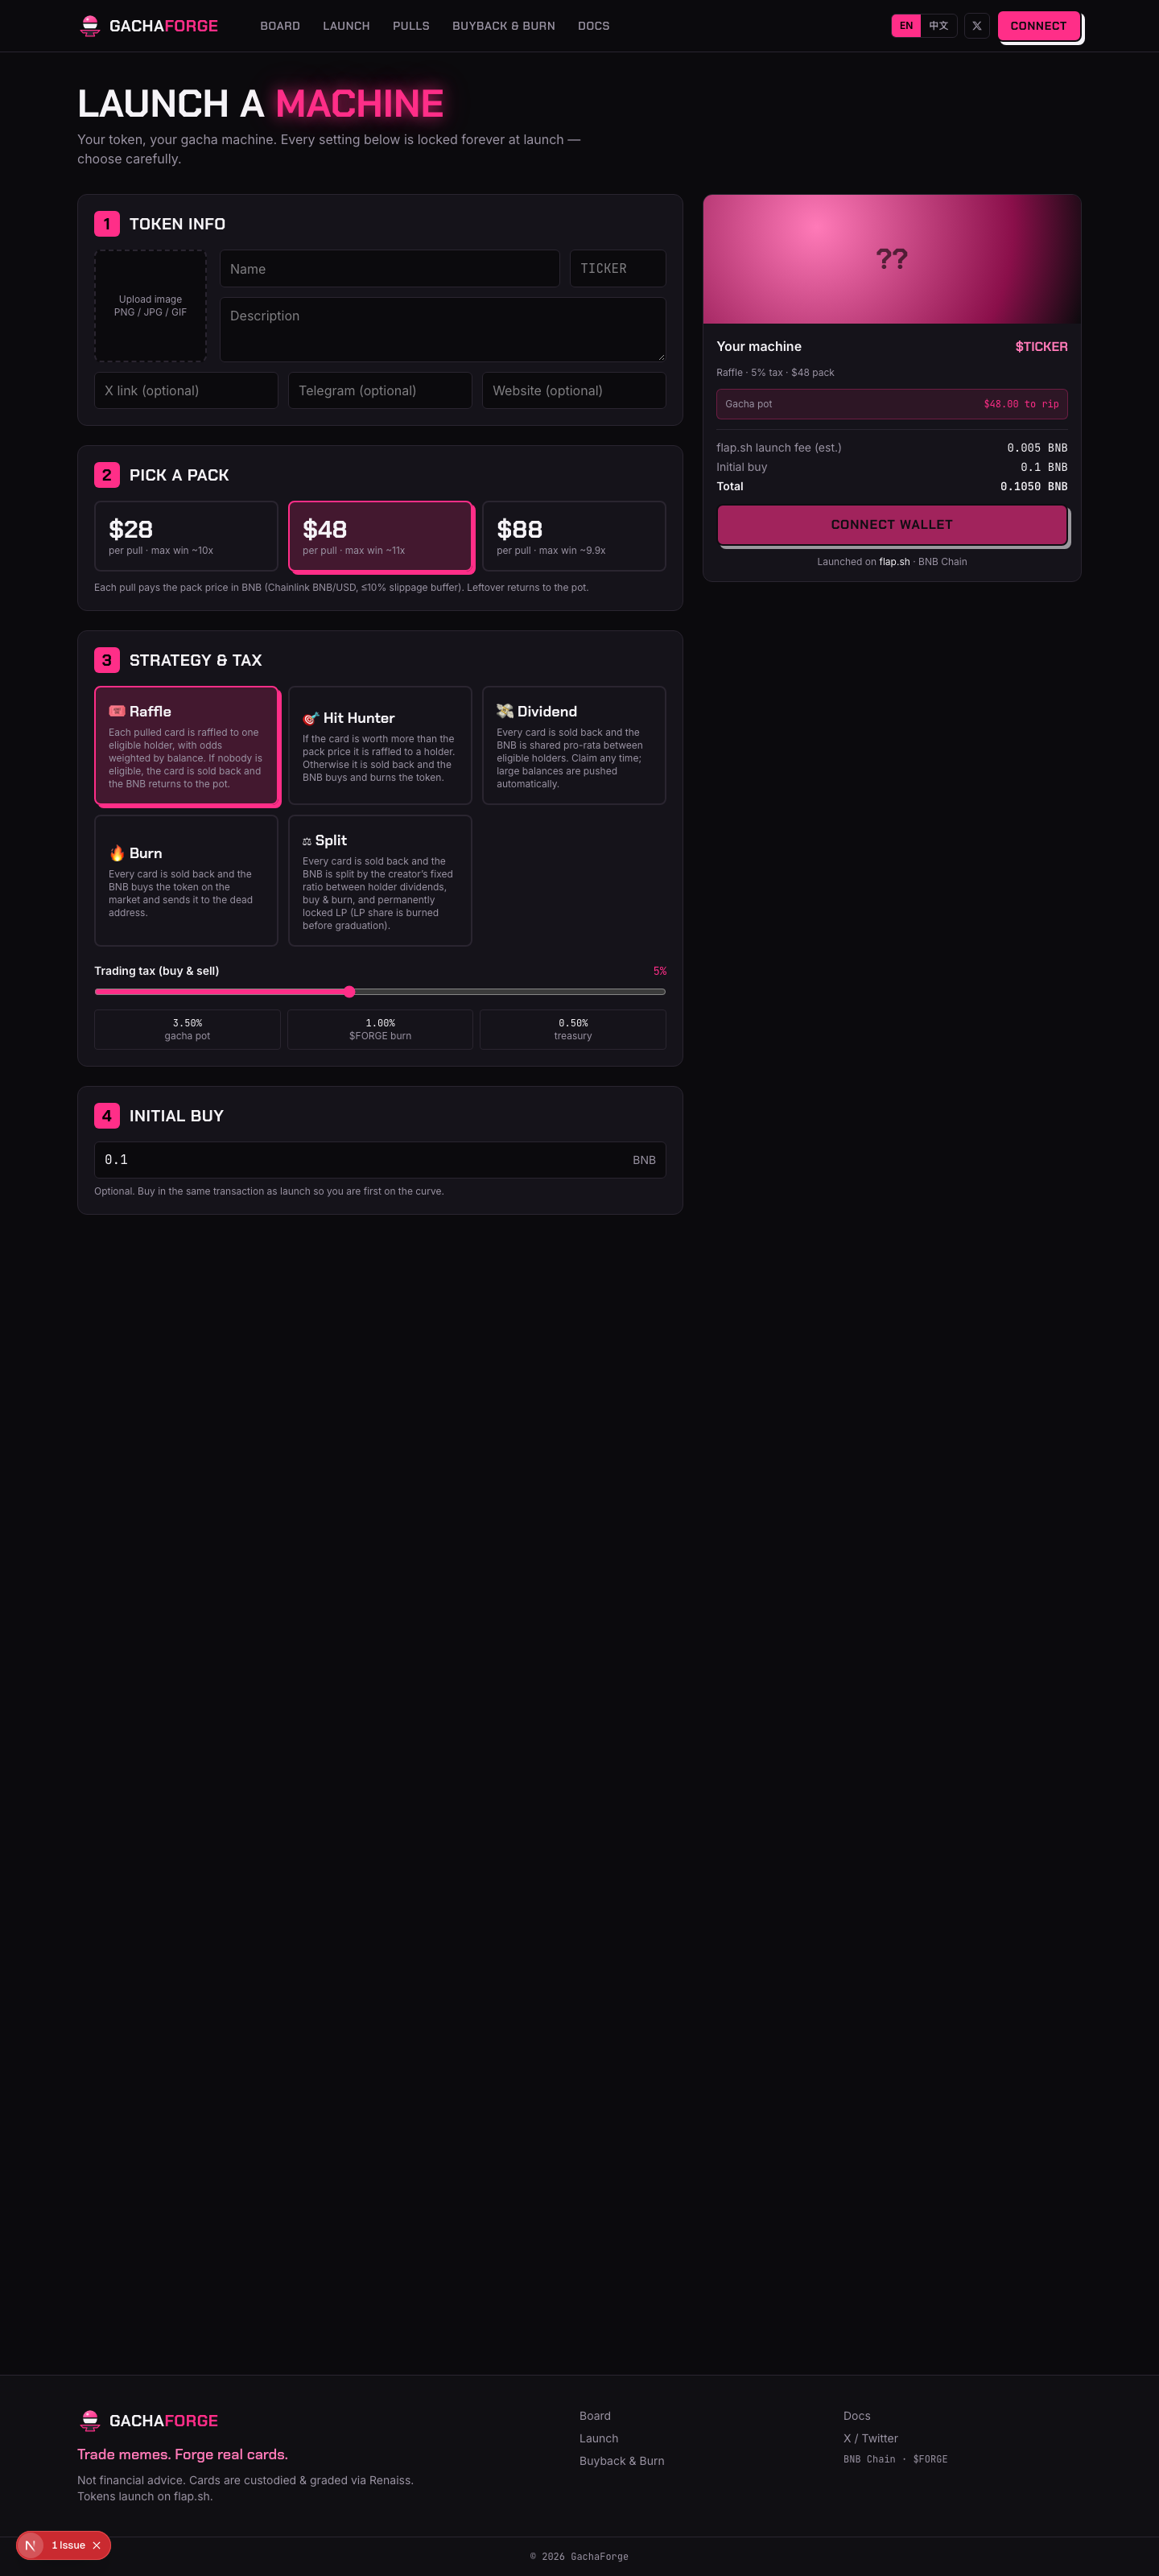 GACHAFORGE
BOARD
LAUNCH
PULLS
BUYBACK & BURN
DOCS
EN
中文
CONNECT
LAUNCH A MACHINE
Your token, your gacha machine. Every setting below is locked forever at launch —
choose carefully.
1
TOKEN INFO
Upload image
PNG / JPG / GIF
Name
TICKER
Description
X link (optional)
Telegram (optional)
Website (optional)
2
PICK A PACK
$28
per pull · max win ~10x
$48
per pull · max win ~11x
$88
per pull · max win ~9.9x
Each pull pays the pack price in BNB (Chainlink BNB/USD, ≤10% slippage buffer). Leftover returns to the pot.
3
STRATEGY & TAX
Raffle
Each pulled card is raffled to one
eligible holder, with odds
weighted by balance. If nobody is
eligible, the card is sold back and
the BNB returns to the pot.
Hit Hunter
If the card is worth more than the
pack price it is raffled to a holder.
Otherwise it is sold back and the
BNB buys and burns the token.
Dividend
Every card is sold back and the
BNB is shared pro-rata between
eligible holders. Claim any time;
large balances are pushed
automatically.
Burn
Every card is sold back and the
BNB buys the token on the
market and sends it to the dead
address.
Split
Every card is sold back and the
BNB is split by the creator's fixed
ratio between holder dividends,
buy & burn, and permanently
locked LP (LP share is burned
before graduation).
Trading tax (buy & sell)
5%
3.50%
gacha pot
1.00%
$FORGE burn
0.50%
treasury
4
INITIAL BUY
0.1
BNB
Optional. Buy in the same transaction as launch so you are first on the curve.
??
Your machine
$TICKER
Raffle · 5% tax · $48 pack
Gacha pot
$48.00 to rip
flap.sh launch fee (est.)
0.005 BNB
Initial buy
0.1 BNB
Total
0.1050 BNB
CONNECT WALLET
Launched on flap.sh · BNB Chain
GACHAFORGE
Trade memes. Forge real cards.
Not financial advice. Cards are custodied & graded via Renaiss.
Tokens launch on flap.sh.
Board
Launch
Buyback & Burn
Docs
X / Twitter
BNB Chain · $FORGE
N
1 Issue
© 2026 GachaForge